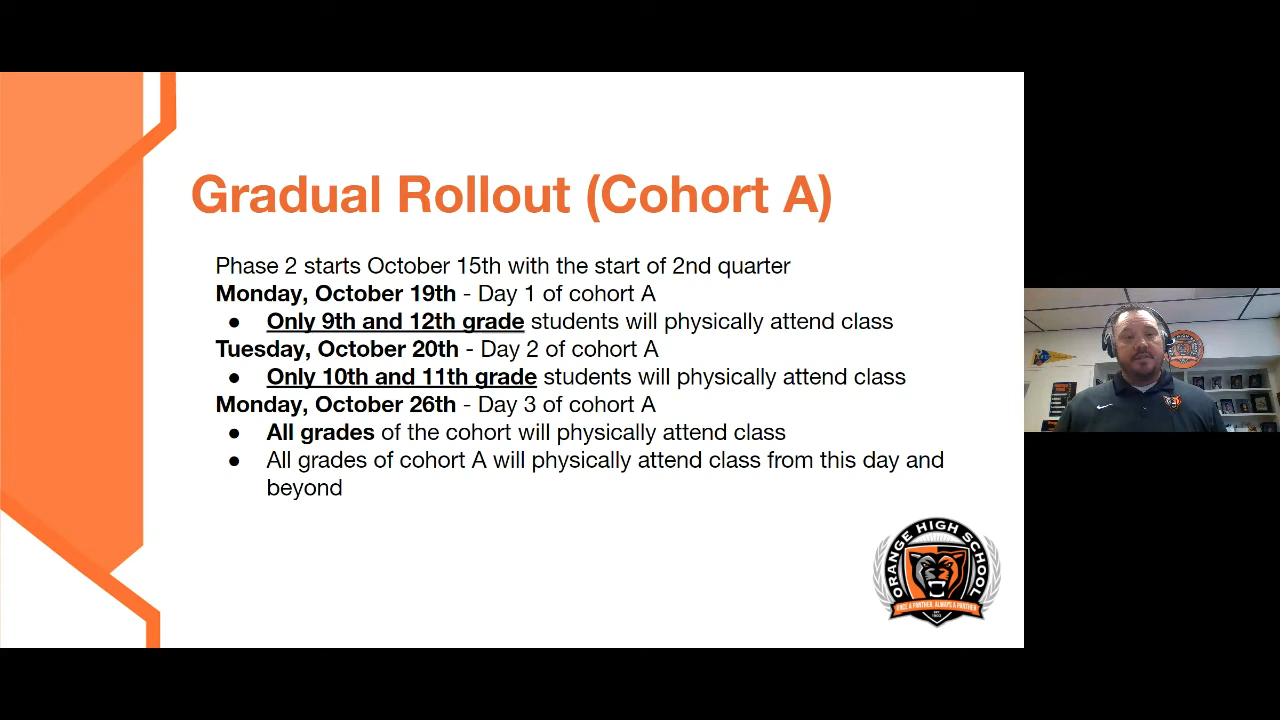 Gradual Rollout (Cohort A)
Phase 2 starts October 15th with the start of 2nd quarter
Monday, October 19th - Day 1 of cohort A
● Only 9th and 12th grade students will physically attend class
Tuesday, October 20th - Day 2 of cohort A
● Only 10th and 11th grade students will physically attend class
Monday, October 26th - Day 3 of cohort A
● All grades of the cohort will physically attend class
● All grades of cohort A will physically attend class from this day and
beyond
ORANGE HIGH SCHOOL
ONCE A PANTHER, ALWAYS A PANTHER